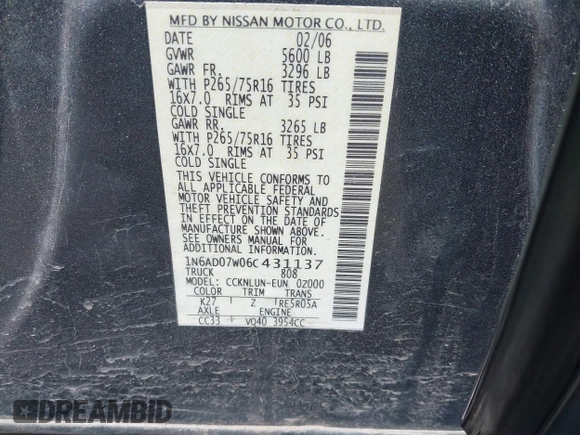 MFD BY NISSAN MOTOR CO., LTD.
DATE 02/06
GVWR 5600 LB
GAWR FR. 3296 LB
WITH P265/75R16 TIRES
16X7.0 RIMS AT 35 PSI
COLD SINGLE
GAWR RR. 3265 LB
WITH P265/75R16 TIRES
16X7.0 RIMS AT 35 PSI
COLD SINGLE
THIS VEHICLE CONFORMS TO
ALL APPLICABLE FEDERAL
MOTOR VEHICLE SAFETY AND
THEFT PREVENTION STANDARDS
IN EFFECT ON THE DATE OF
MANUFACTURE SHOWN ABOVE.
SEE OWNERS MANUAL FOR
ADDITIONAL INFORMATION.
1N6AD07W06C431137
TRUCK 808
MODEL: CCKNLUN-EUN 0Z000
COLOR TRIM TRANS
K27 Z RE5R05A
AXLE ENGINE
CC33 VQ40 3954CC
DREAMBID